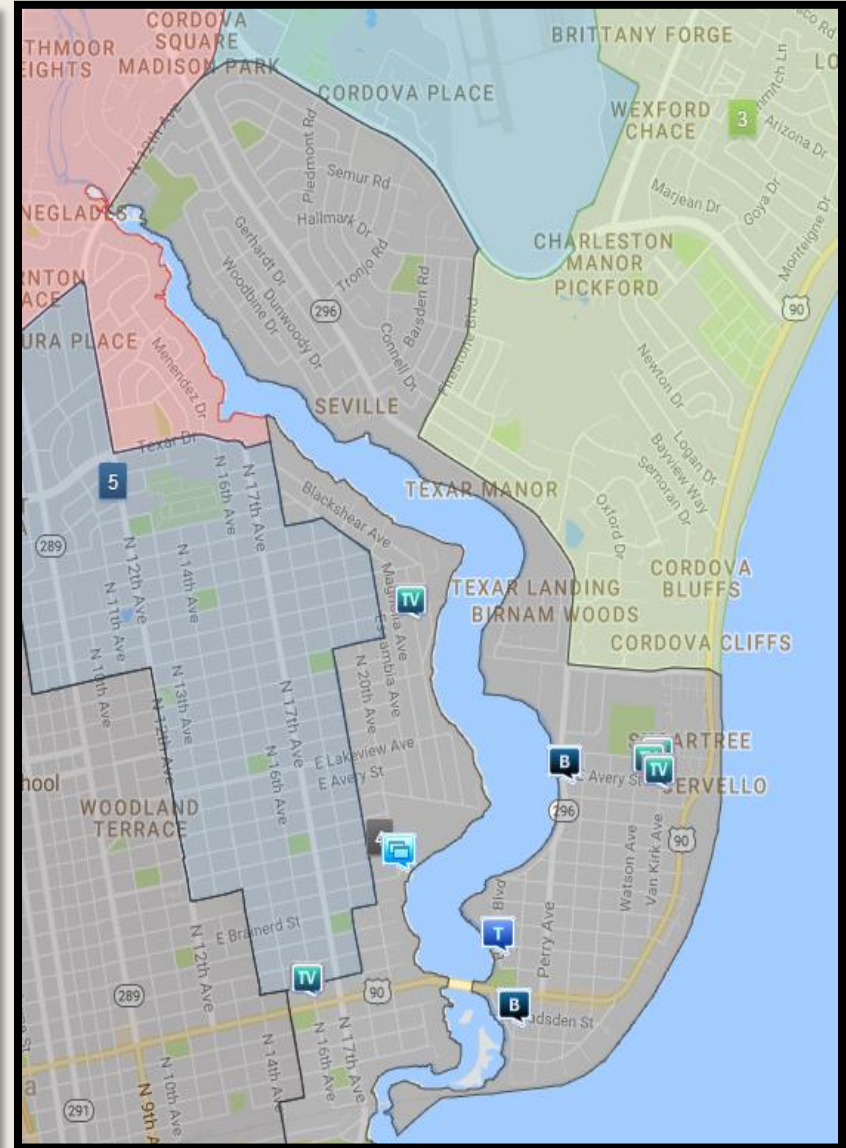 CORDOVA
SQUARE
MADISON PARK
BRITTANY FORGE
CORDOVA PLACE
N 12th Ave
Piedmont Rd
WEXFORD
CHACE
3
Arizona Dr
Semur Rd
Marjean Dr
Goya Dr
Hallmark Dr
Monteigne Dr
Gerhardt Dr
Tronjo Rd
CHARLESTON
MANOR
PICKFORD
Woodbine Dr
Dunwoody Dr
Baisden Rd
296
90
Connell Dr
Firestone Blvd
URA PLACE
Menendez Dr
Newton Dr
SEVILLE
Texar Dr
Logan Dr
Bayview Way
Semoran Dr
5
N 16th Ave
N 17th Ave
TEXAR MANOR
Blackshear Ave
Oxford Dr
289
N 12th Ave
N 14th Ave
CORDOVA
BLUFFS
N 11th Ave
TV
Magnolia Ave
TEXAR LANDING
BIRNAM WOODS
E
CORDOVA CLIFFS
N 10th Ave
N 13th Ave
N 20th Ave
N 17th Ave
N 12th Ave
E Lakeview Ave
E Avery St
N 16th Ave
B
Avery St
TV
SERVELLO
hool
WOODLAND
TERRACE
296
90
Watson Ave
Van Kirk Ave
Blvd
Perry Ave
E Brainerd St
T
N 12th Ave
TV
90
289
B
adsden St
N 16th Ave
N 17th Ave
N 14th Ave
N 10th Ave
N 9th A
291